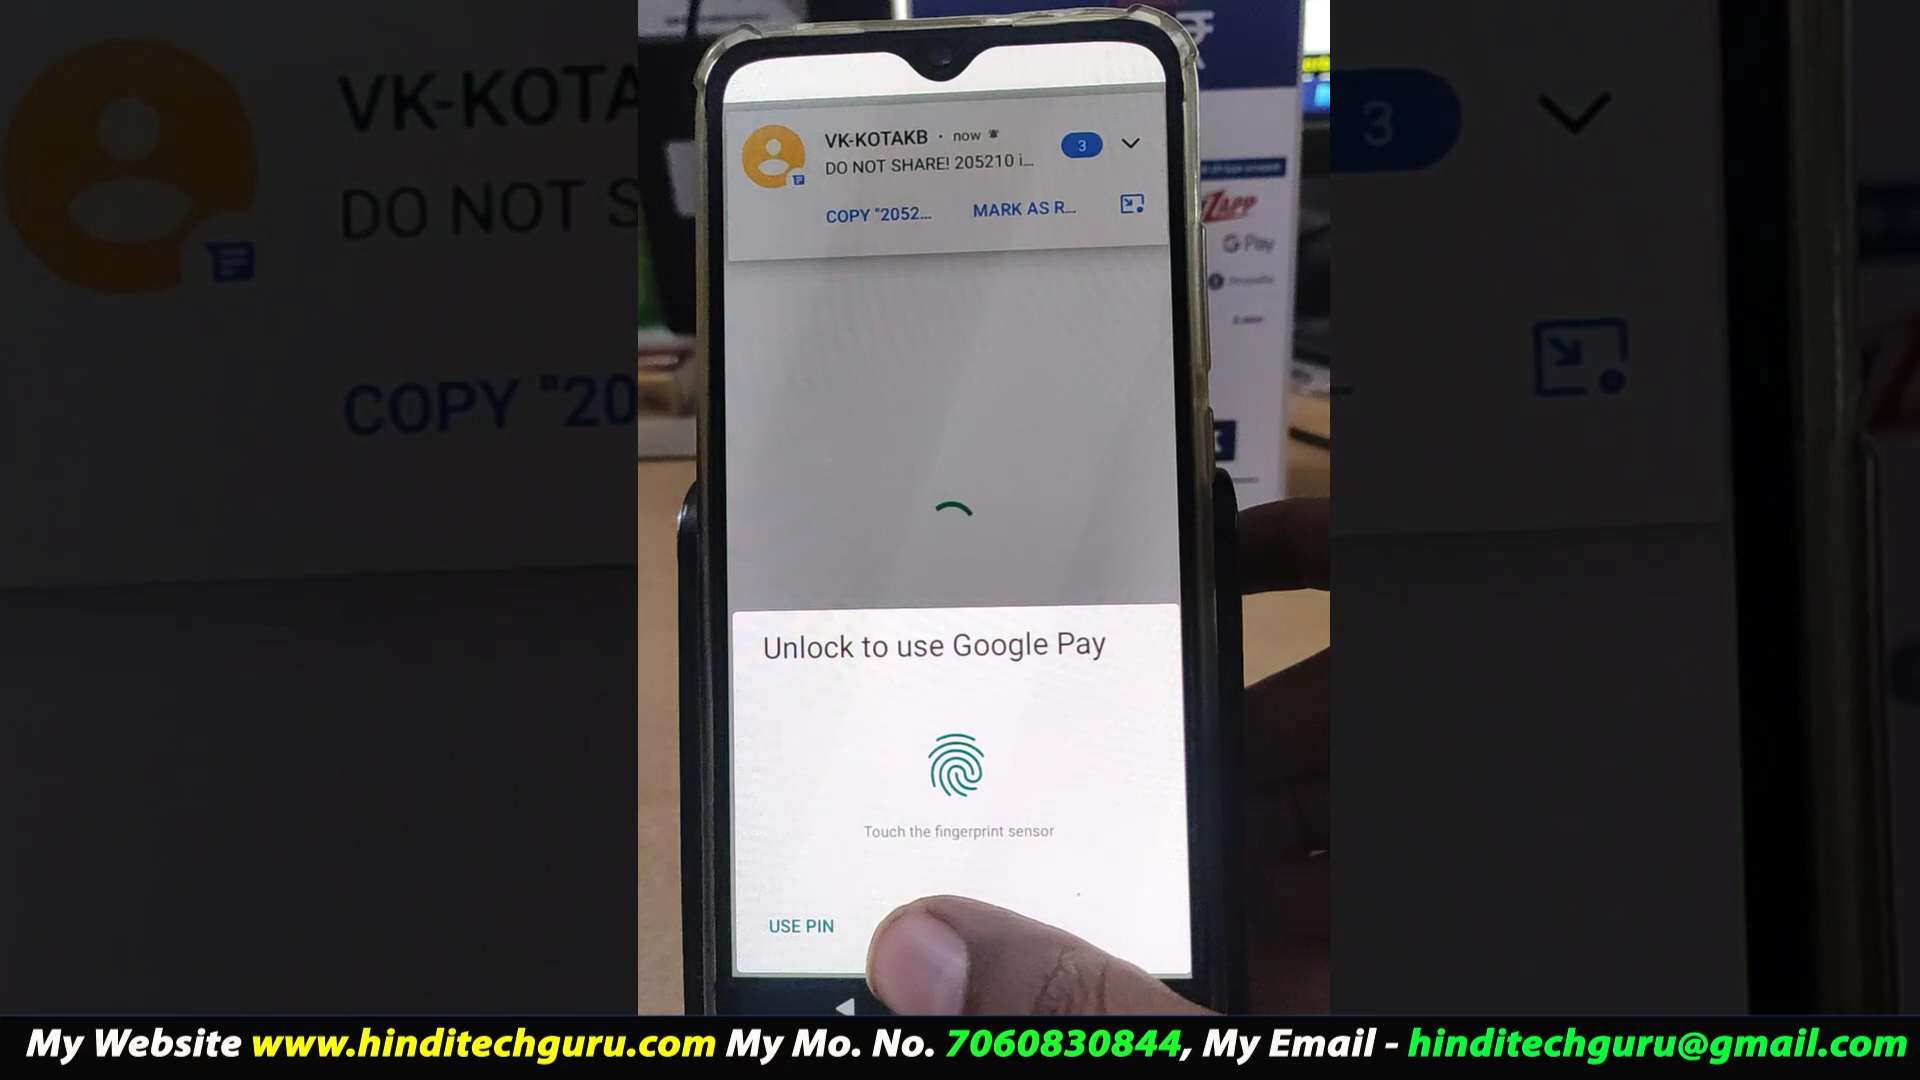 VK-KOTA
DO NOT S
COPY "20
VK-KOTAKB · now
DO NOT SHARE! 205210 i...
3
COPY "2052...
MARK AS R...
Unlock to use Google Pay
Touch the fingerprint sensor
USE PIN
ZAPP
G Pay
3
My Website www.hinditechguru.com My Mo. No. 7060830844, My Email - hinditechguru@gmail.com